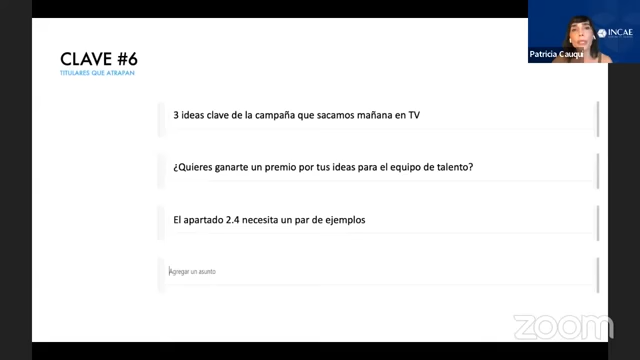 CLAVE #6
TITULARES QUE ATRAPAN
3 ideas clave de la campaña que sacamos mañana en TV
¿Quieres ganarte un premio por tus ideas para el equipo de talento?
El apartado 2.4 necesita un par de ejemplos
Agregar un asunto
INCAE
Patricia Cauqui
zoom